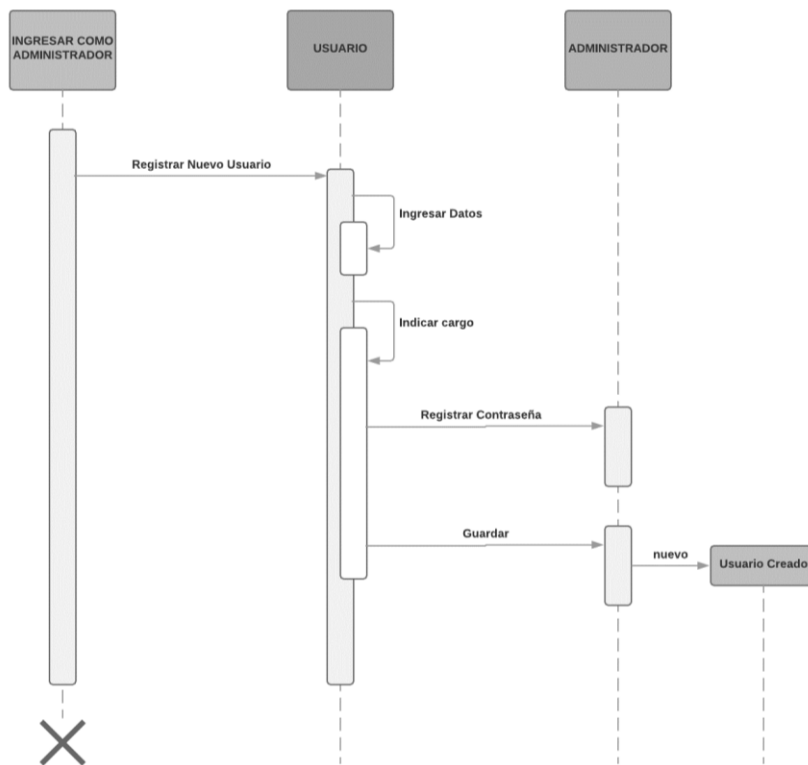 INGRESAR COMO
ADMINISTRADOR
USUARIO
ADMINISTRADOR
Registrar Nuevo Usuario
Ingresar Datos
Indicar cargo
Registrar Contraseña
Guardar
nuevo
Usuario Creado